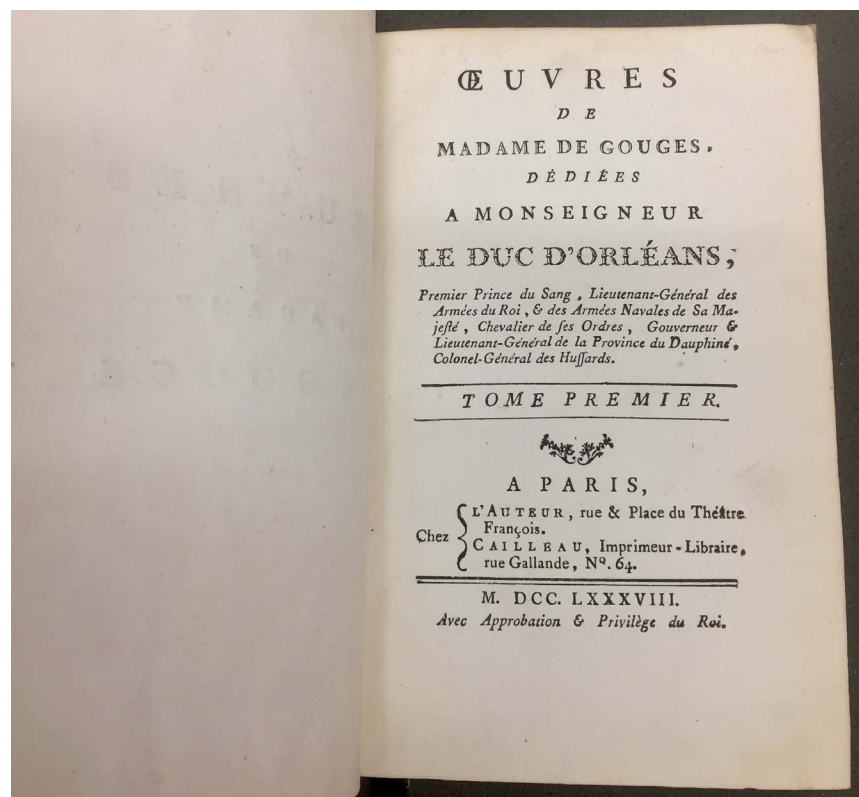 ŒUVRES
DE
MADAME DE GOUGES,
DÉDIÉES
A MONSEIGNEUR
LE DUC D'ORLÉANS,
Premier Prince du Sang, Lieutenant-Général des
Armées du Roi, & des Armées Navales de Sa Ma-
jeſté, Chevalier de ſes Ordres, Gouverneur &
Lieutenant-Général de la Province du Dauphiné,
Colonel-Général des Huſſards.
TOME PREMIER.
A PARIS,
Chez
L'AUTEUR, rue & Place du Théâtre
François.
CAILLEAU, Imprimeur-Libraire,
rue Gallande, Nº. 64.
M. DCC. LXXXVIII.
Avec Approbation & Privilège du Roi.